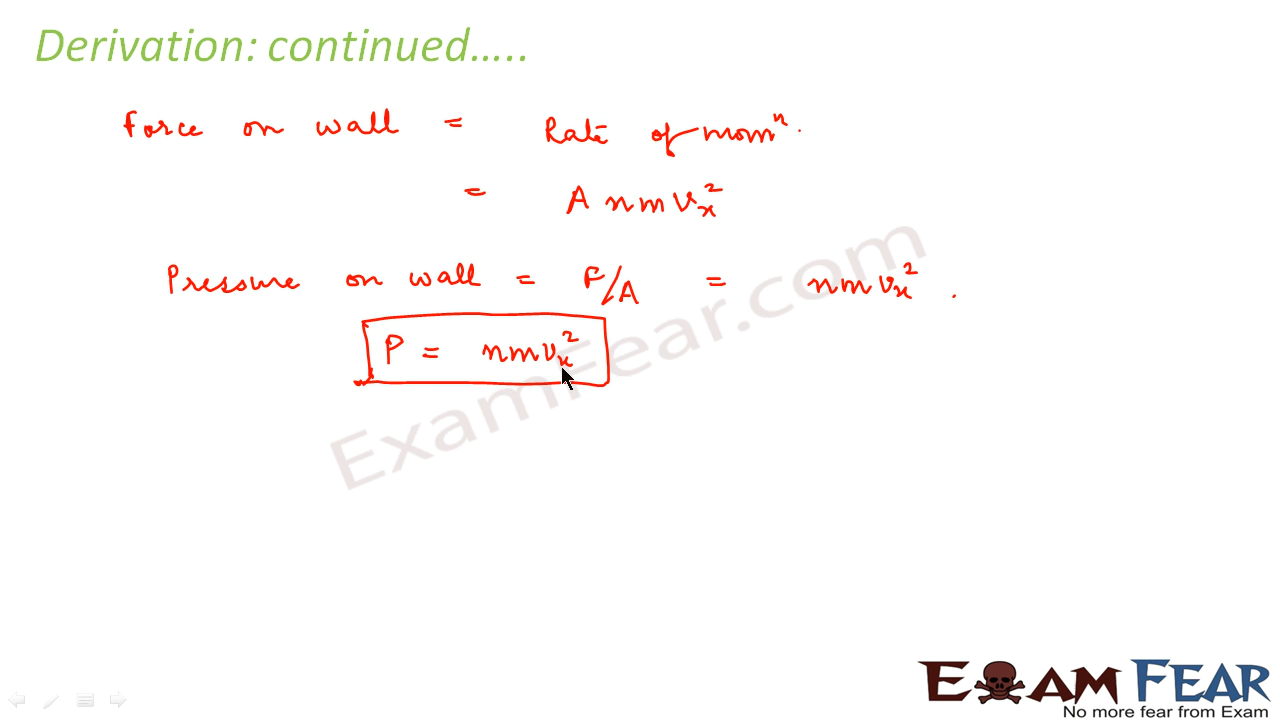 Derivation: continued.....
Force on wall = Rate of momⁿ.
= A n m vₓ²
Pressure on wall = F/A = n m vₓ² .
P = n m vₓ²
ExamFear.com
EXAM FEAR
No more fear from Exam